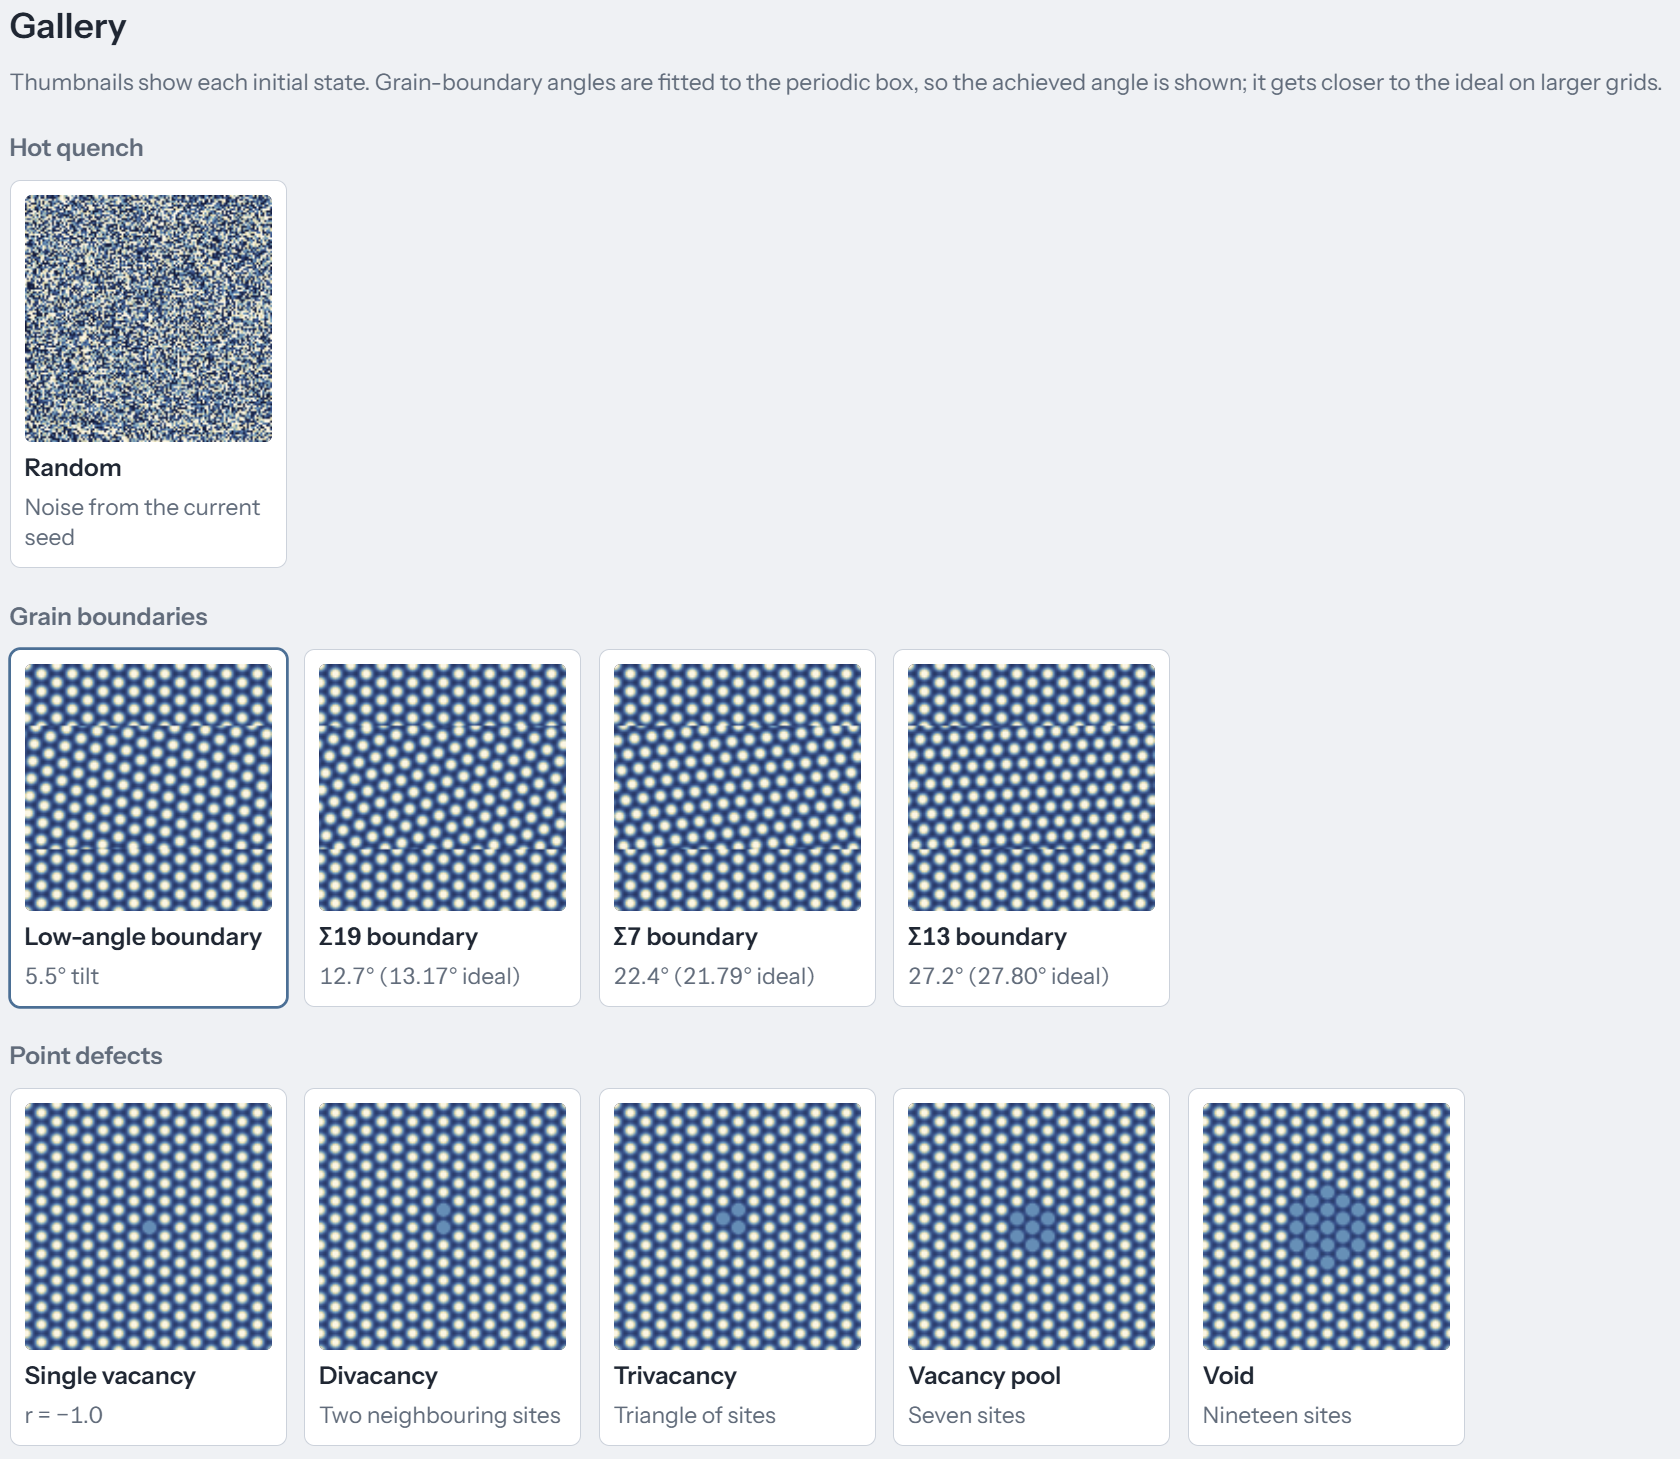 Gallery
Thumbnails show each initial state. Grain-boundary angles are fitted to the periodic box, so the achieved angle is shown; it gets closer to the ideal on larger grids.
Hot quench
Random
Noise from the current
seed
Grain boundaries
Low-angle boundary
5.5° tilt
Σ19 boundary
12.7° (13.17° ideal)
Σ7 boundary
22.4° (21.79° ideal)
Σ13 boundary
27.2° (27.80° ideal)
Point defects
Single vacancy
r = −1.0
Divacancy
Two neighbouring sites
Trivacancy
Triangle of sites
Vacancy pool
Seven sites
Void
Nineteen sites